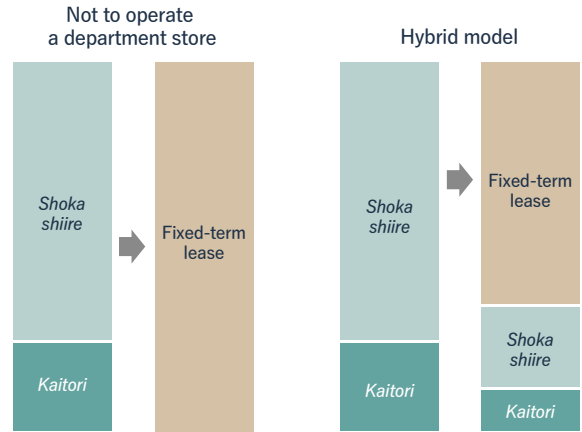 Not to operate
a department store
Shoka
shiire
Kaitori
Fixed-term
lease
Hybrid model
Shoka
shiire
Kaitori
Fixed-term
lease
Shoka
shiire
Kaitori